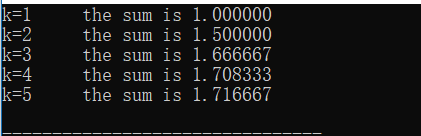 k=1     the sum is 1.000000
k=2     the sum is 1.500000
k=3     the sum is 1.666667
k=4     the sum is 1.708333
k=5     the sum is 1.716667
--------------------------------